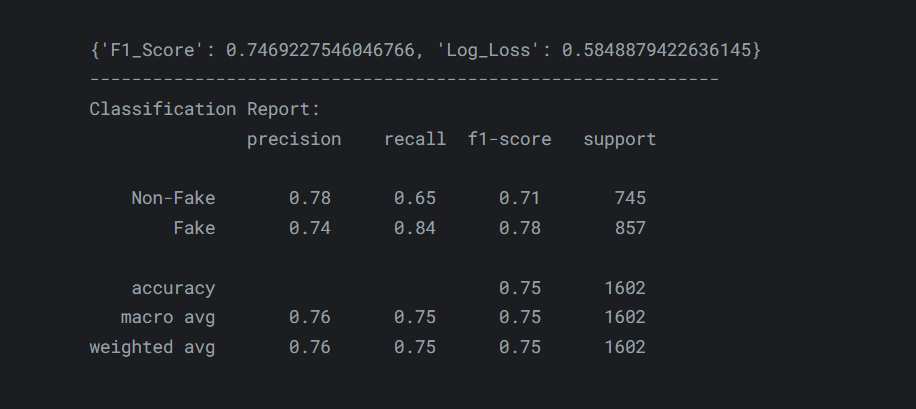 {'F1_Score': 0.7469227546046766, 'Log_Loss': 0.5848879422636145}
------------------------------------------------------------
Classification Report:
precision recall f1-score support
Non-Fake 0.78 0.65 0.71 745
Fake 0.74 0.84 0.78 857
accuracy 0.75 1602
macro avg 0.76 0.75 0.75 1602
weighted avg 0.76 0.75 0.75 1602